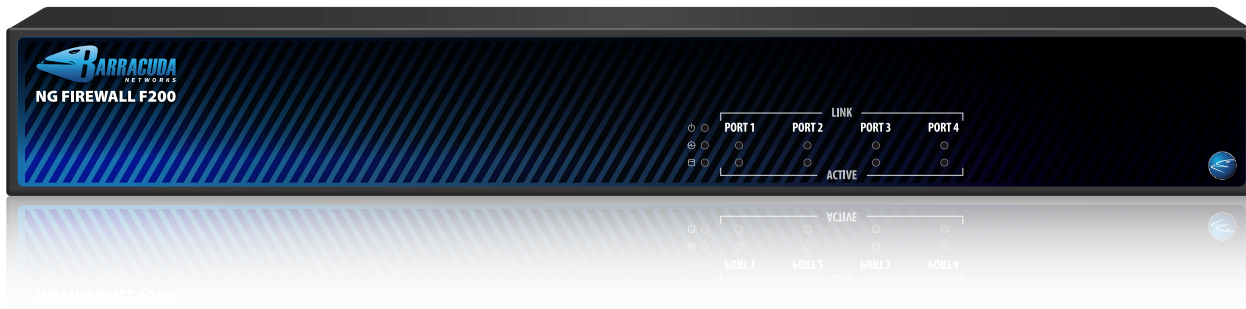 BARRACUDA
NETWORKS
NG FIREWALL F200
LINK
PORT 1 PORT 2 PORT 3 PORT 4
ACTIVE